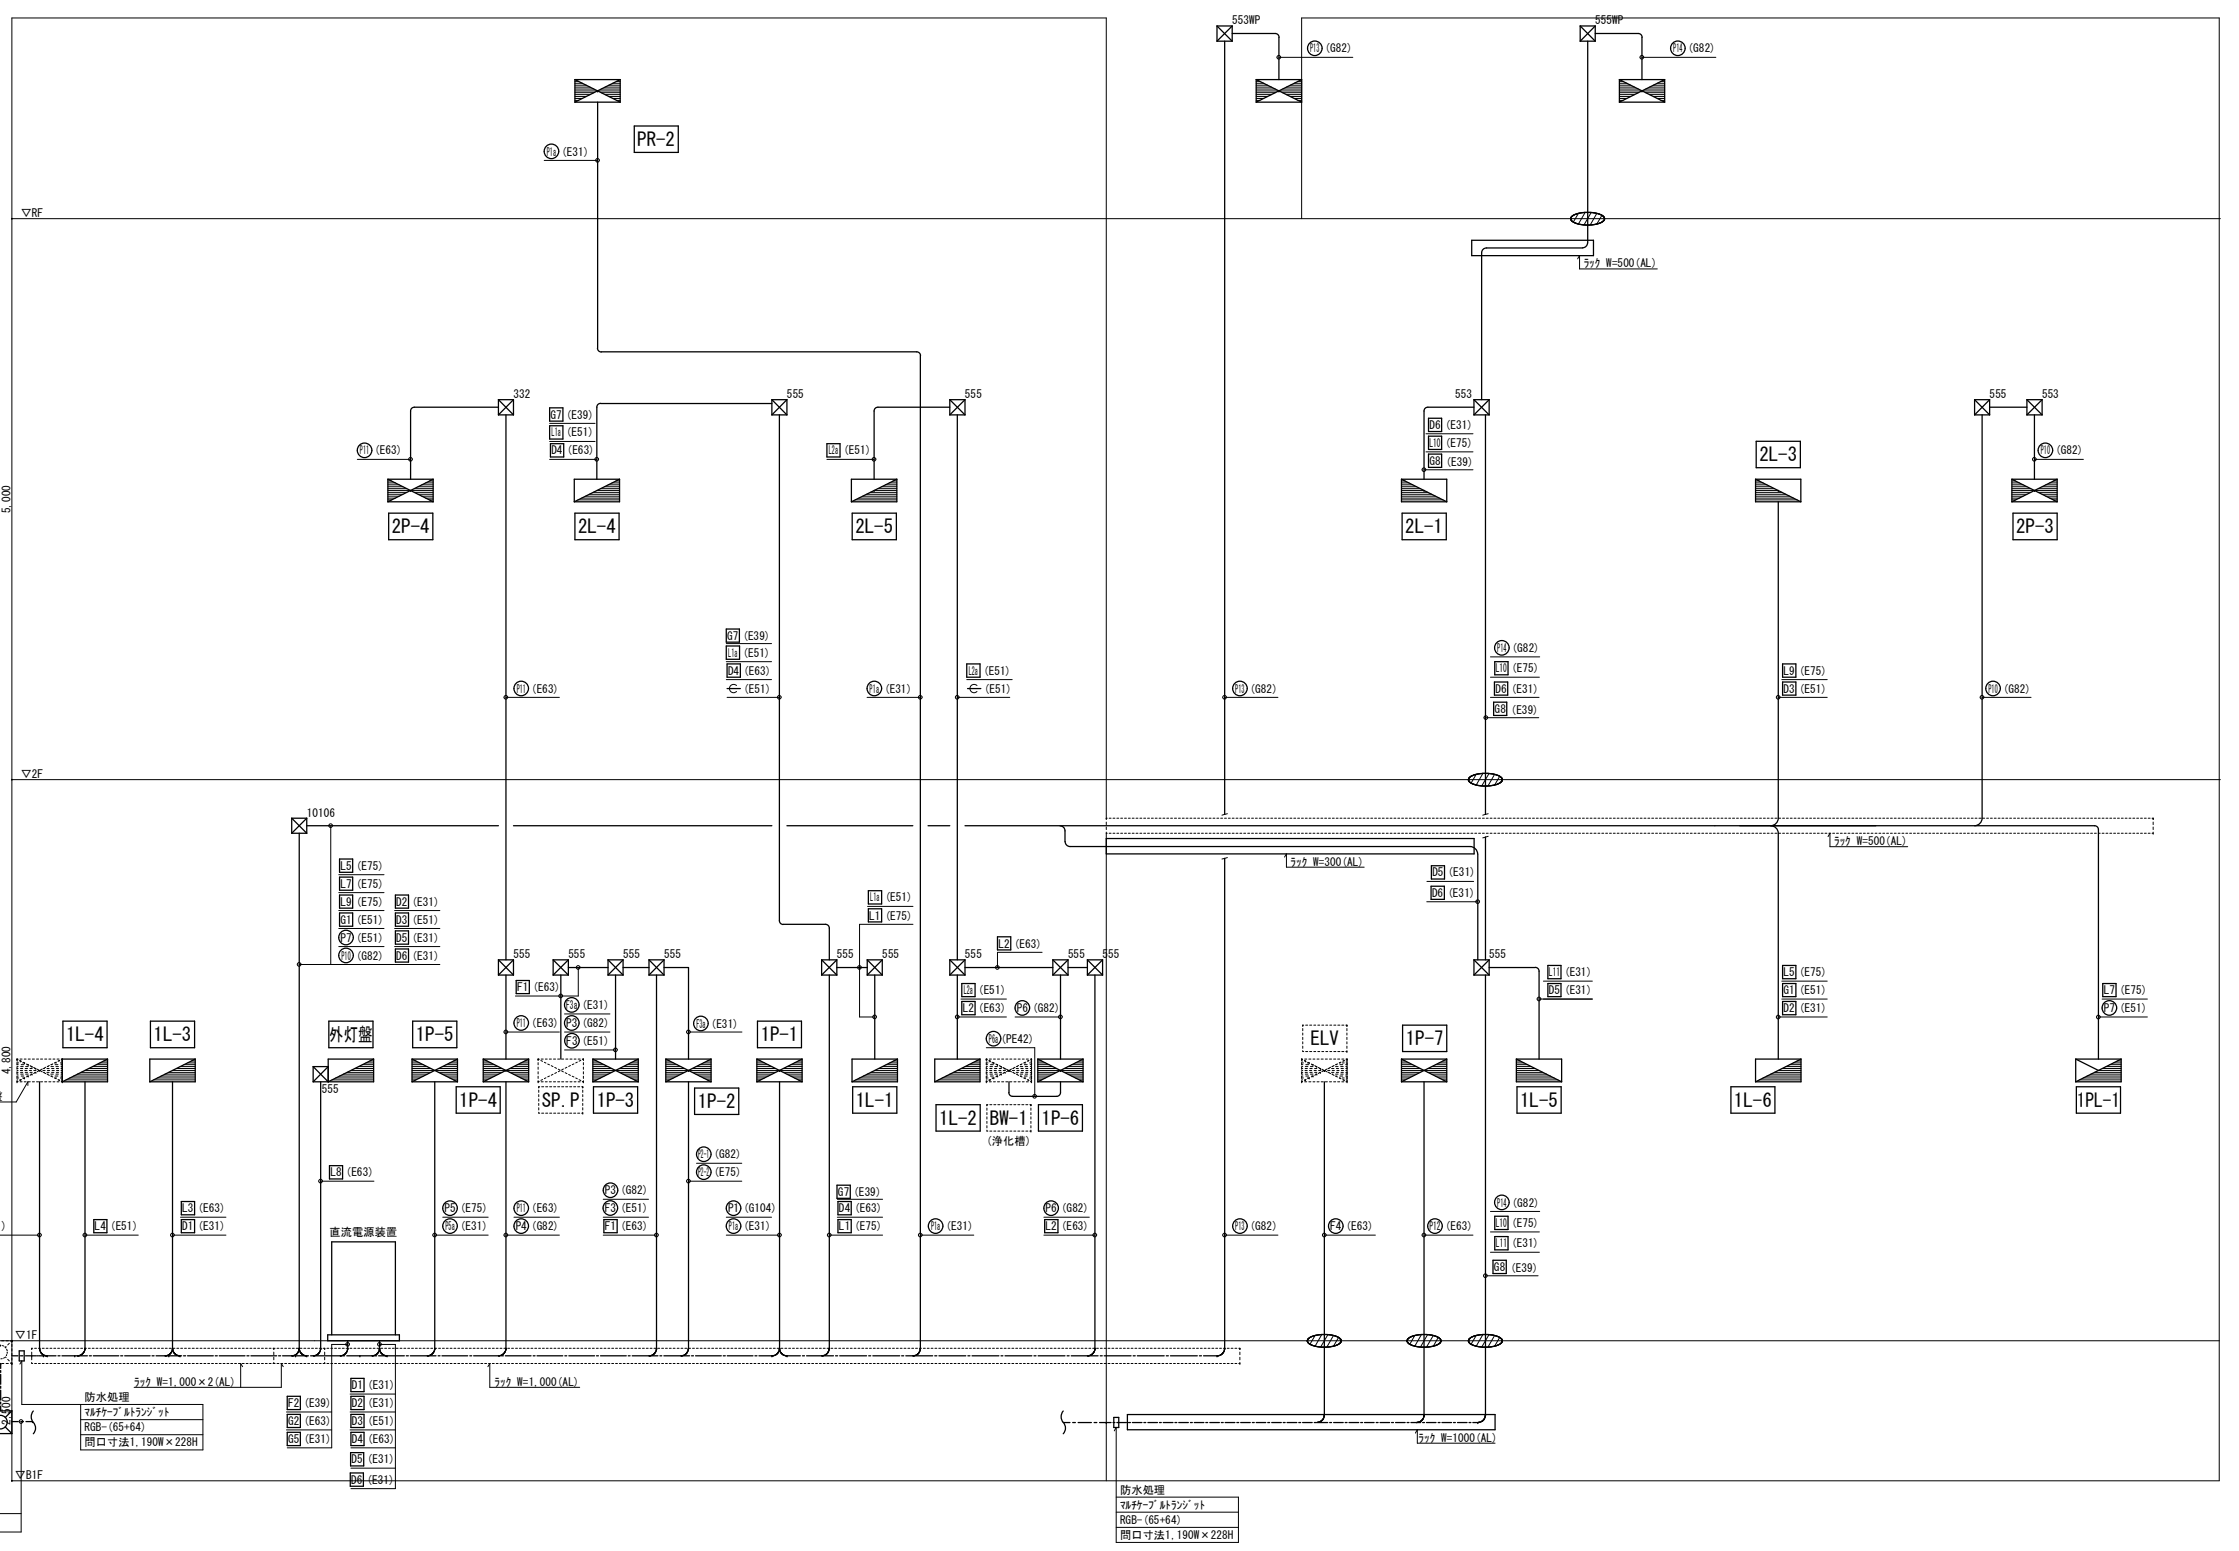 553WP
555WP
P13 (G82)
P14 (G82)
PR-2
P1a (E31)
▽RF
ラック W=500(AL)
332
555
555
553
555
553
G7 (E39)
L1a (E51)
D4 (E63)
P11 (E63)
L2a (E51)
D6 (E31)
L10 (E75)
G8 (E39)
2L-3
P10 (G82)
5,000
2P-4
2L-4
2L-5
2L-1
2P-3
G7 (E39)
L1a (E51)
D4 (E63)
C (E51)
P11 (E63)
P1a (E31)
L2a (E51)
C (E51)
P13 (G82)
P14 (G82)
L10 (E75)
D6 (E31)
G8 (E39)
L9 (E75)
D3 (E51)
P10 (G82)
▽2F
10106
ラック W=300(AL)
ラック W=500(AL)
L5 (E75)
L7 (E75)
L9 (E75) D2 (E31)
G1 (E51) D3 (E51)
P7 (E51) D5 (E31)
P10 (G82) D6 (E31)
L1a (E51)
L1 (E75)
D5 (E31)
D6 (E31)
555
555
555
555
555
555
555
555
555
555
L2 (E63)
F1 (E63)
F3a (E31)
P3 (G82)
F3 (E51)
P11 (E63)
F3a (E31)
L2a (E51)
L2 (E63)
P6 (G82)
P6a (PE42)
L11 (E31)
D5 (E31)
L5 (E75)
G1 (E51)
D2 (E31)
L7 (E75)
P7 (E51)
4,800
1L-4
1L-3
外灯盤
1P-5
1P-1
ELV
1P-7
555
1P-4
SP.P
1P-3
1P-2
1L-1
1L-2
BW-1
(浄化槽)
1P-6
1L-5
1L-6
1PL-1
L8 (E63)
P2-1 (G82)
P2-2 (E75)
L4 (E51)
L3 (E63)
D1 (E31)
直流電源装置
P5 (E75)
P5a (E31)
P11 (E63)
P4 (G82)
P3 (G82)
F3 (E51)
F1 (E63)
P1 (G104)
P1a (E31)
G7 (E39)
D4 (E63)
L1 (E75)
P1a (E31)
P6 (G82)
L2 (E63)
P13 (G82)
F4 (E63)
P12 (E63)
P14 (G82)
L10 (E75)
L11 (E31)
G8 (E39)
▽1F
ラック W=1,000×2(AL)
ラック W=1,000(AL)
防水処理
マルチケーブルトランジット
RGB-(65+64)
間口寸法1,190W×228H
F2 (E39)
G2 (E63)
G5 (E31)
D1 (E31)
D2 (E31)
D3 (E51)
D4 (E63)
D5 (E31)
D6 (E31)
ラック W=1000(AL)
▽B1F
防水処理
マルチケーブルトランジット
RGB-(65+64)
間口寸法1,190W×228H